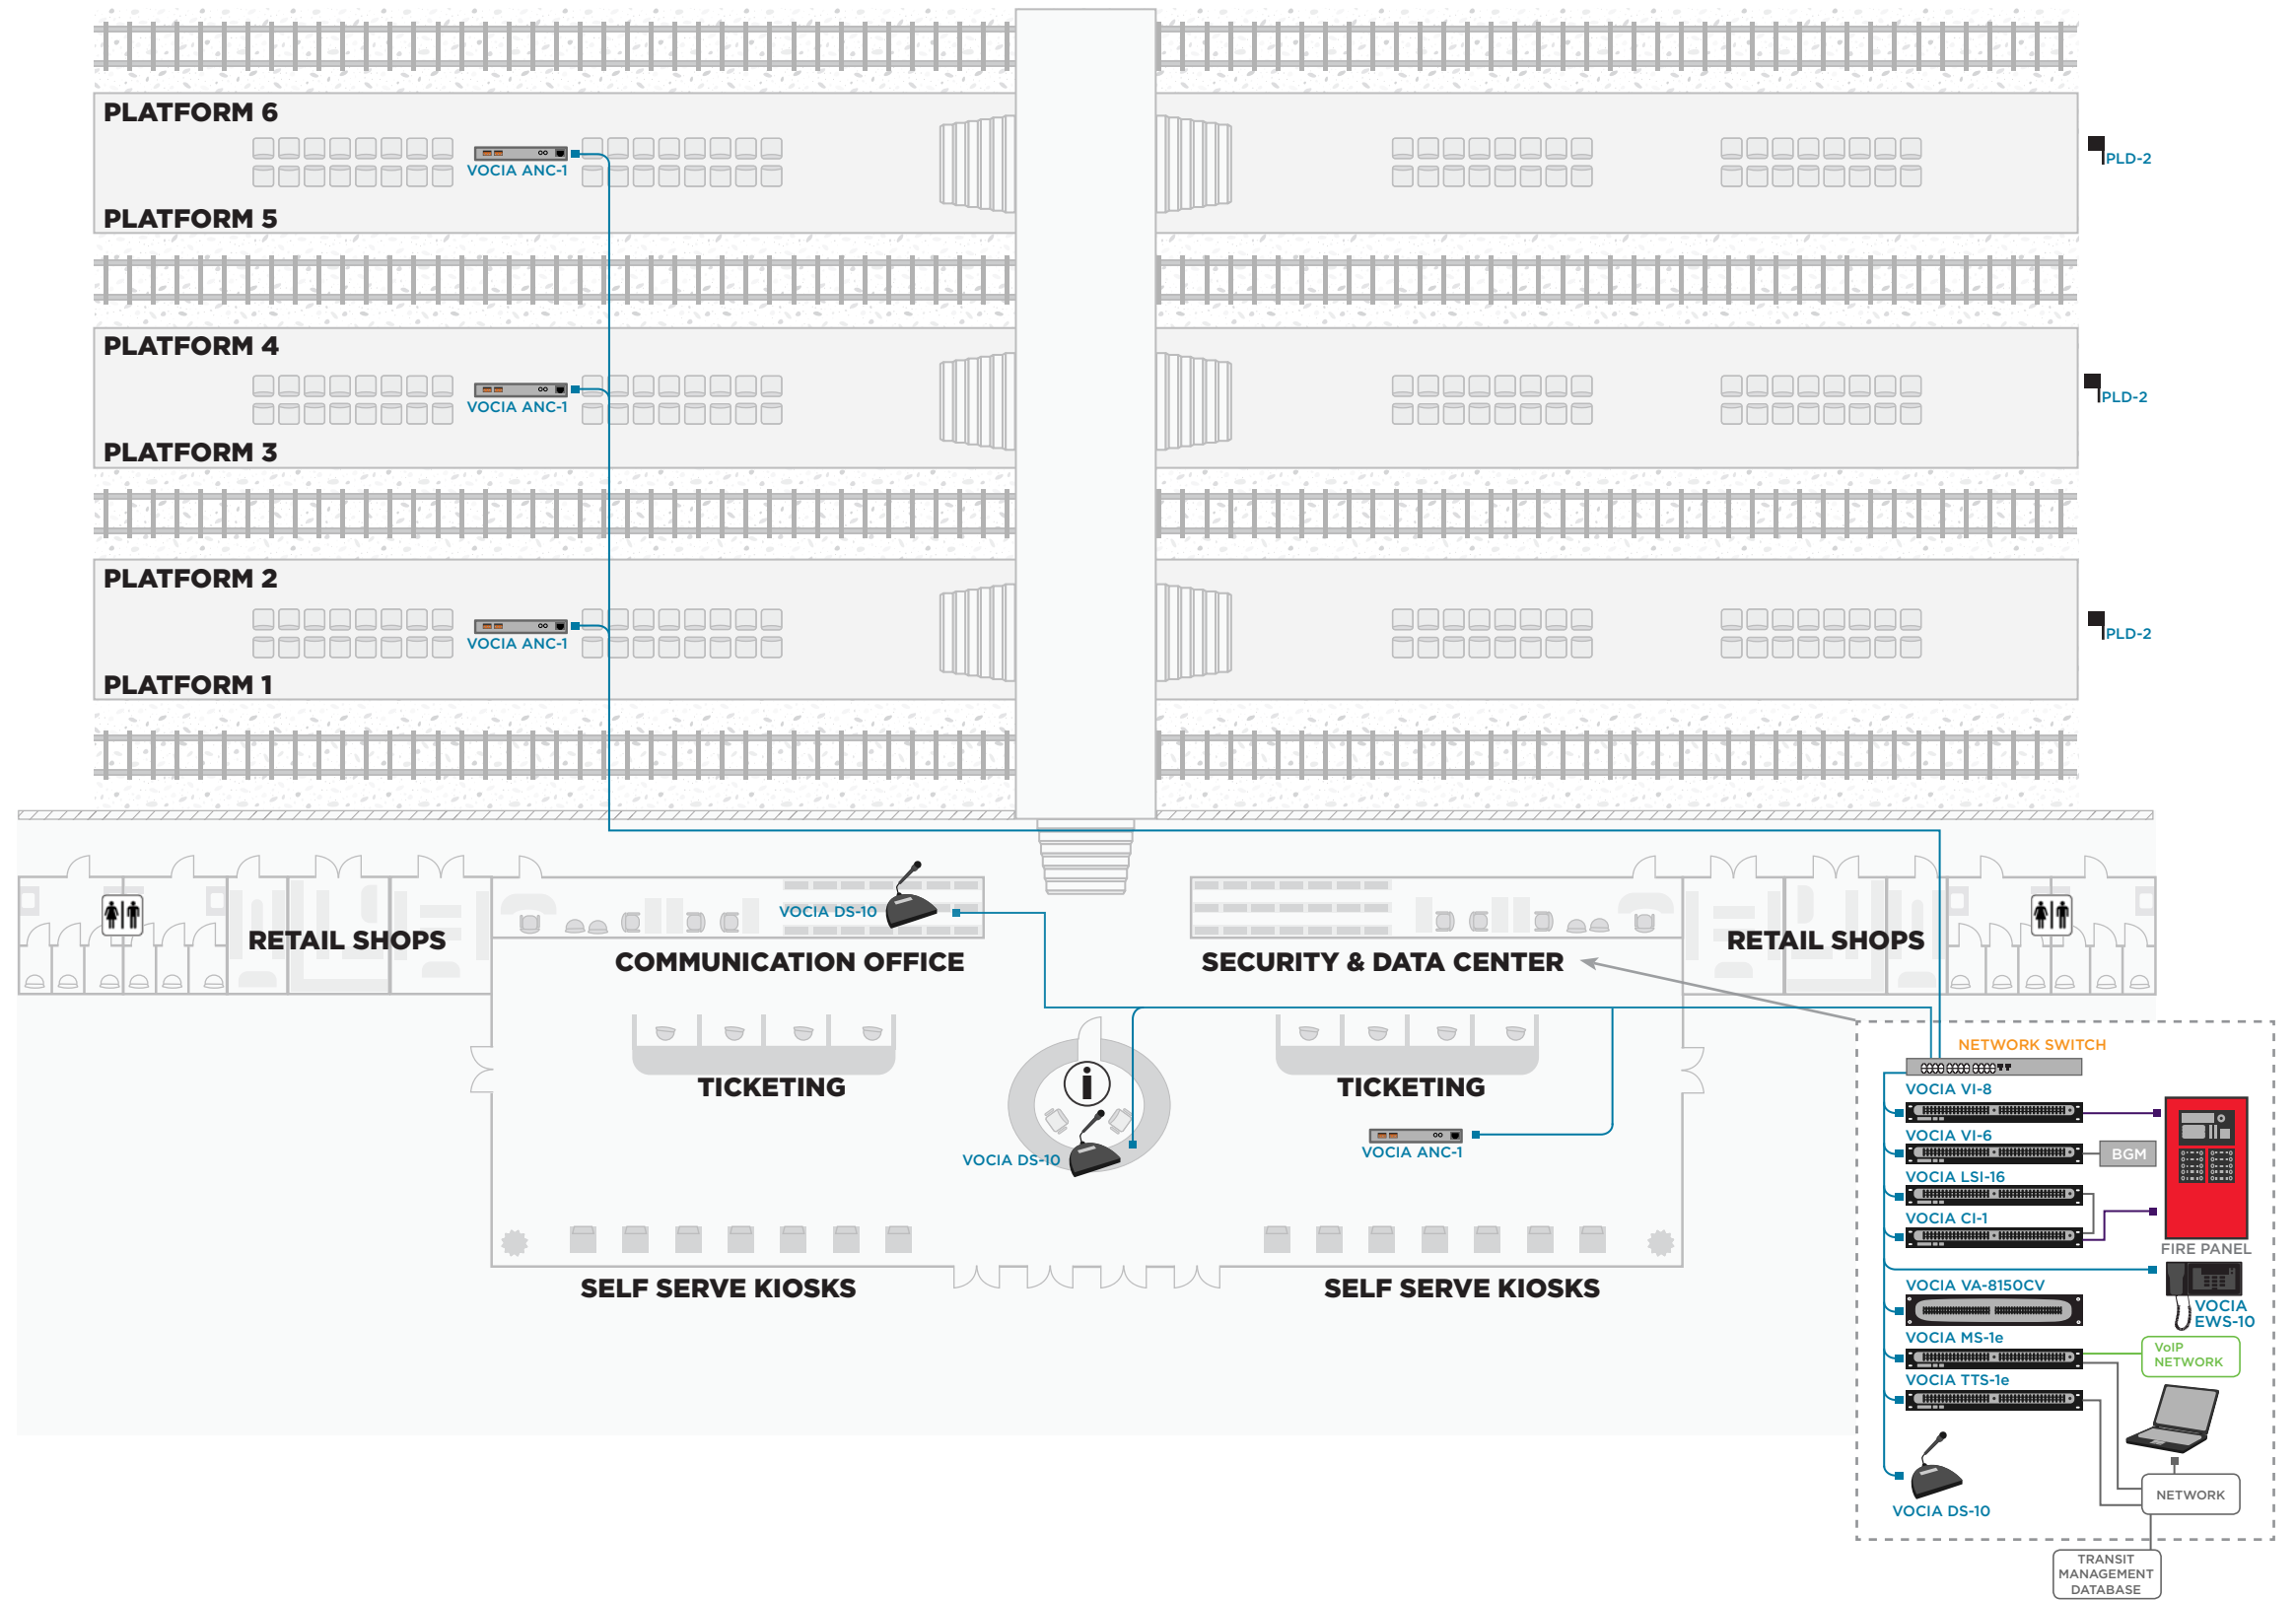 PLATFORM 6
VOCIA ANC-1
PLD-2
PLATFORM 5
PLATFORM 4
VOCIA ANC-1
PLD-2
PLATFORM 3
PLATFORM 2
VOCIA ANC-1
PLD-2
PLATFORM 1
VOCIA DS-10
RETAIL SHOPS
COMMUNICATION OFFICE
SECURITY & DATA CENTER
RETAIL SHOPS
TICKETING
i
TICKETING
VOCIA DS-10
VOCIA ANC-1
SELF SERVE KIOSKS
SELF SERVE KIOSKS
NETWORK SWITCH
VOCIA VI-8
VOCIA VI-6
BGM
VOCIA LSI-16
VOCIA CI-1
FIRE PANEL
VOCIA VA-8150CV
VOCIA
EWS-10
VOCIA MS-1e
VoIP
NETWORK
VOCIA TTS-1e
NETWORK
VOCIA DS-10
TRANSIT
MANAGEMENT
DATABASE